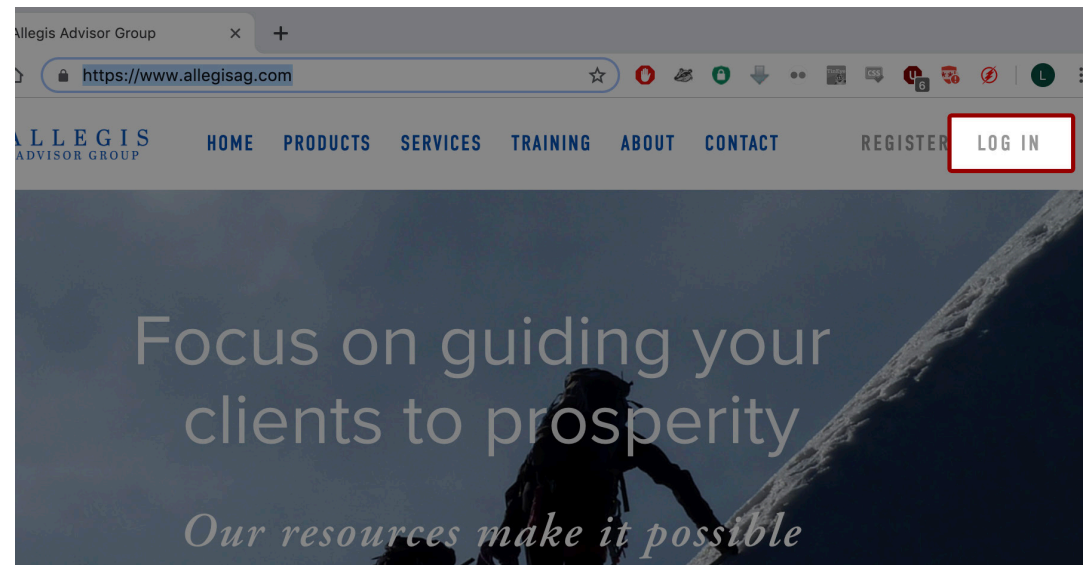 Allegis Advisor Group
https://www.allegisag.com
6
L
ALLEGIS
ADVISOR GROUP
HOME PRODUCTS SERVICES TRAINING ABOUT CONTACT REGISTER LOG IN
Focus on guiding your
clients to prosperity
Our resources make it possible